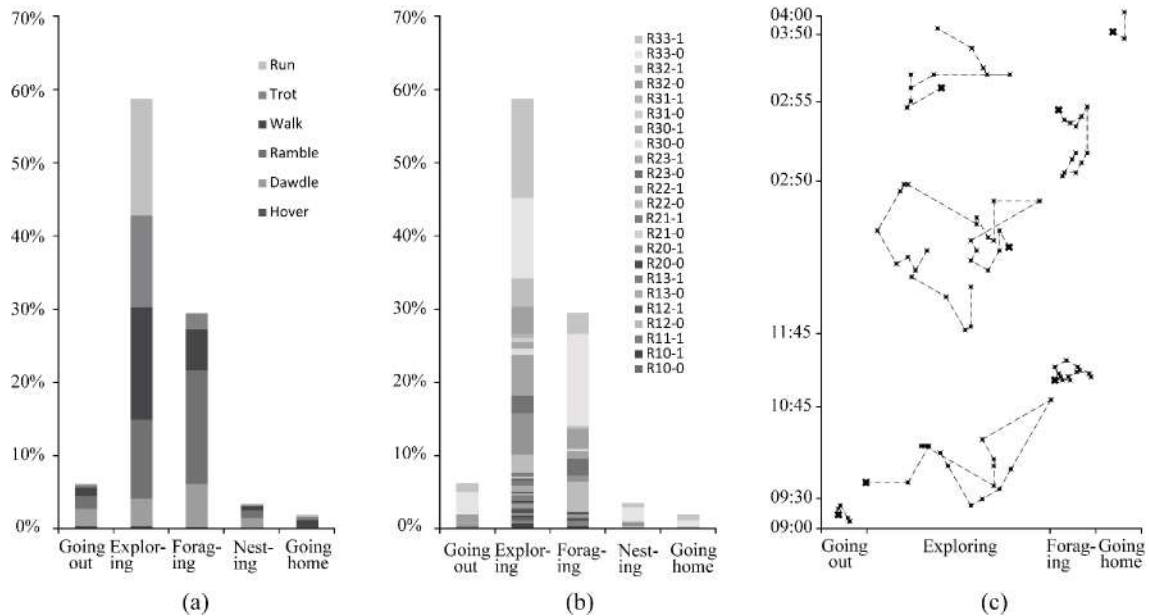 70%
60%
50%
40%
30%
20%
10%
0%
Run
Trot
Walk
Ramble
Dawdle
Hover
Going
out
Explor-
ing
Forag-
ing
Nest-
ing
Going
home
(a)
70%
60%
50%
40%
30%
20%
10%
0%
R33-1
R33-0
R32-1
R32-0
R31-1
R31-0
R30-1
R30-0
R23-1
R23-0
R22-1
R22-0
R21-1
R21-0
R20-1
R20-0
R13-1
R13-0
R12-1
R12-0
R11-1
R10-1
R10-0
Going
out
Explor-
ing
Forag-
ing
Nest-
ing
Going
home
(b)
04:00
03:50
02:55
02:50
11:45
10:45
09:30
09:00
Going
out
Exploring
Forag-
ing
Going
home
(c)